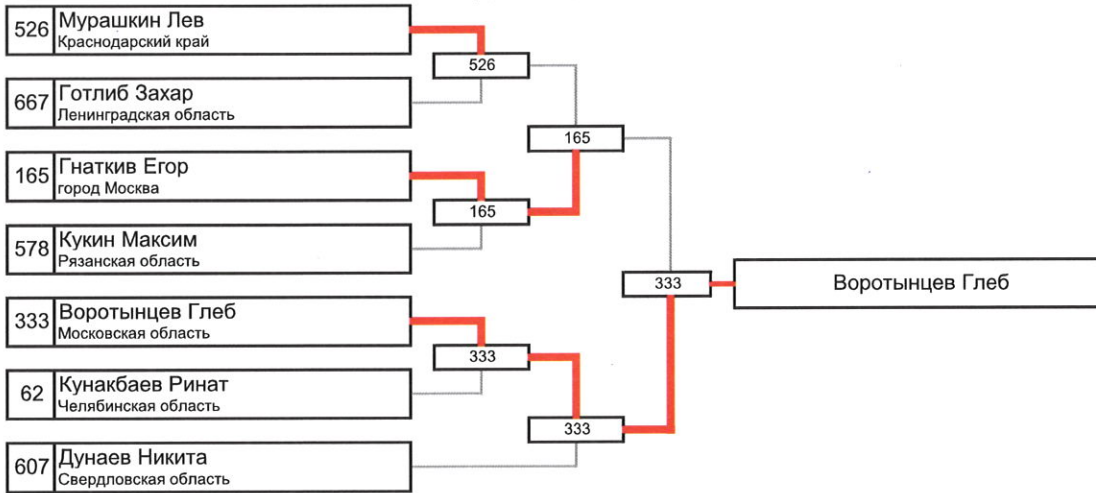 526
Мурашкин Лев
Краснодарский край
526
667
Готлиб Захар
Ленинградская область
165
165
Гнаткив Егор
город Москва
165
578
Кукин Максим
Рязанская область
333
Воротынцев Глеб
333
Воротынцев Глеб
Московская область
333
62
Кунакбаев Ринат
Челябинская область
333
607
Дунаев Никита
Свердловская область